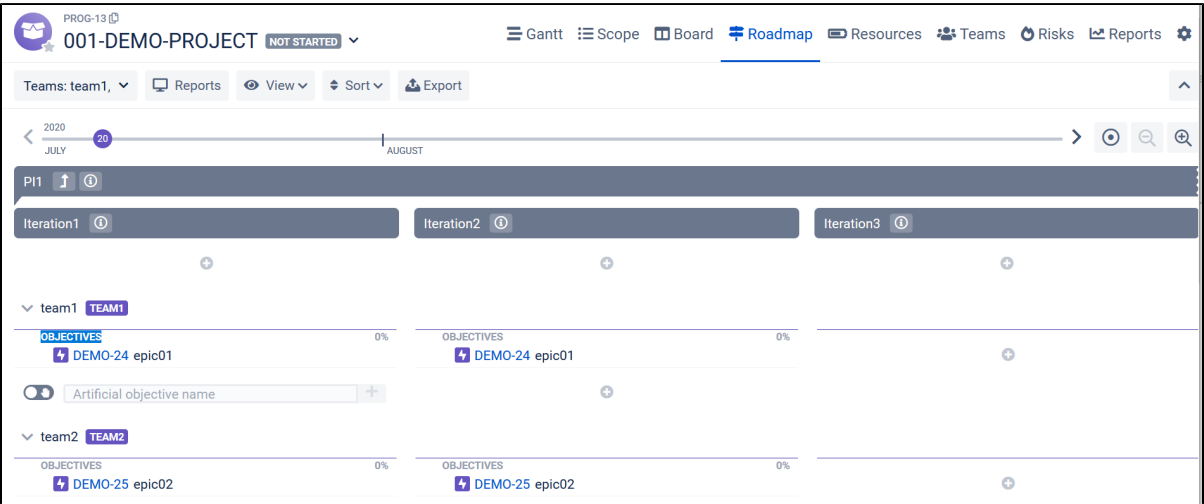 PROG-13
001-DEMO-PROJECT NOT STARTED
Gantt Scope Board Roadmap Resources Teams Risks Reports
Teams: team1, Reports View Sort Export
2020
20
JULY AUGUST
PI1
Iteration1 Iteration2 Iteration3
team1 TEAM1
OBJECTIVES 0% OBJECTIVES 0%
DEMO-24 epic01 DEMO-24 epic01
Artificial objective name
team2 TEAM2
OBJECTIVES 0% OBJECTIVES 0%
DEMO-25 epic02 DEMO-25 epic02